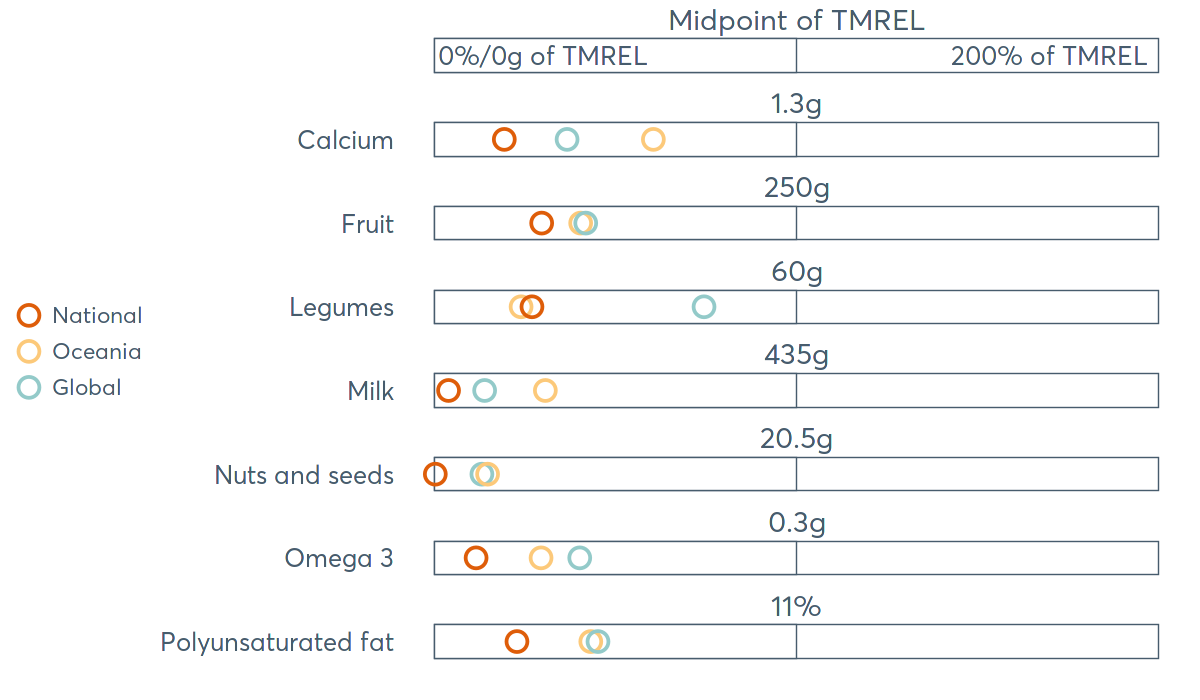 Midpoint of TMREL
0%/0g of TMREL 200% of TMREL
1.3g
Calcium
250g
Fruit
60g
Legumes
435g
Milk
20.5g
Nuts and seeds
0.3g
Omega 3
11%
Polyunsaturated fat
National
Oceania
Global